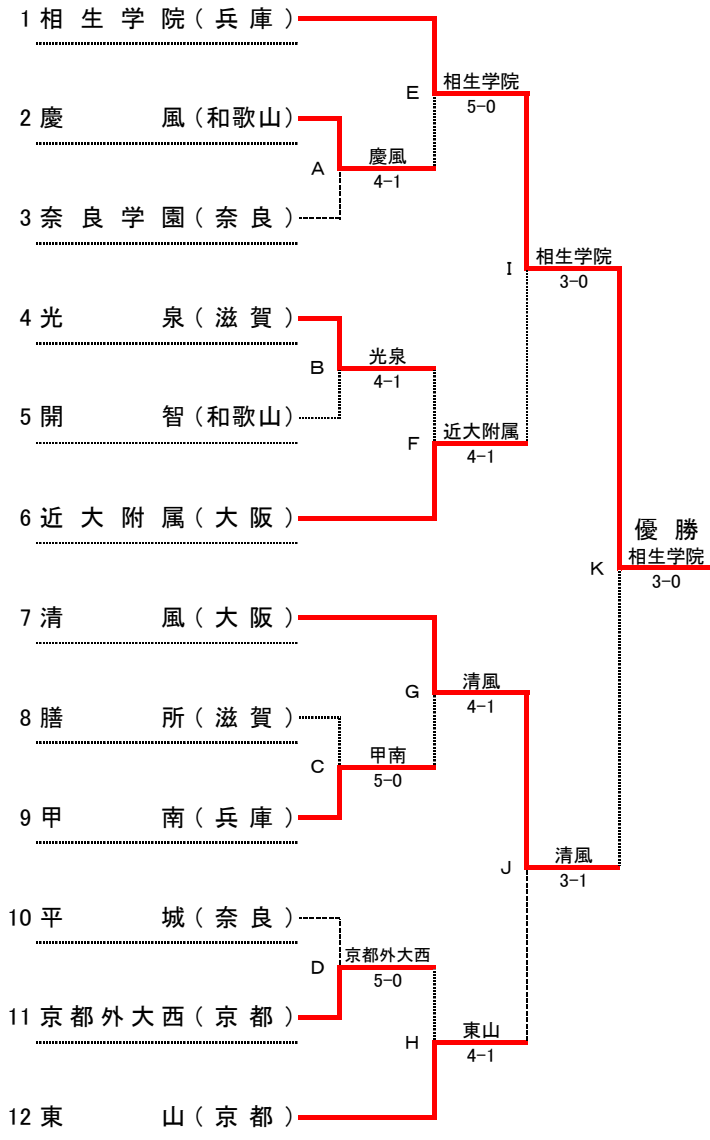 1 相生学院(兵庫)
相生学院
E
5-0
2 慶風(和歌山)
慶風
A
4-1
3 奈良学園(奈良)
相生学院
I
3-0
4 光泉(滋賀)
光泉
B
4-1
5 開智(和歌山)
近大附属
F
4-1
6 近大附属(大阪)
優勝
相生学院
K
3-0
7 清風(大阪)
清風
G
4-1
8 膳所(滋賀)
甲南
C
5-0
9 甲南(兵庫)
清風
J
3-1
10 平城(奈良)
京都外大西
D
5-0
11 京都外大西(京都)
東山
H
4-1
12 東山(京都)